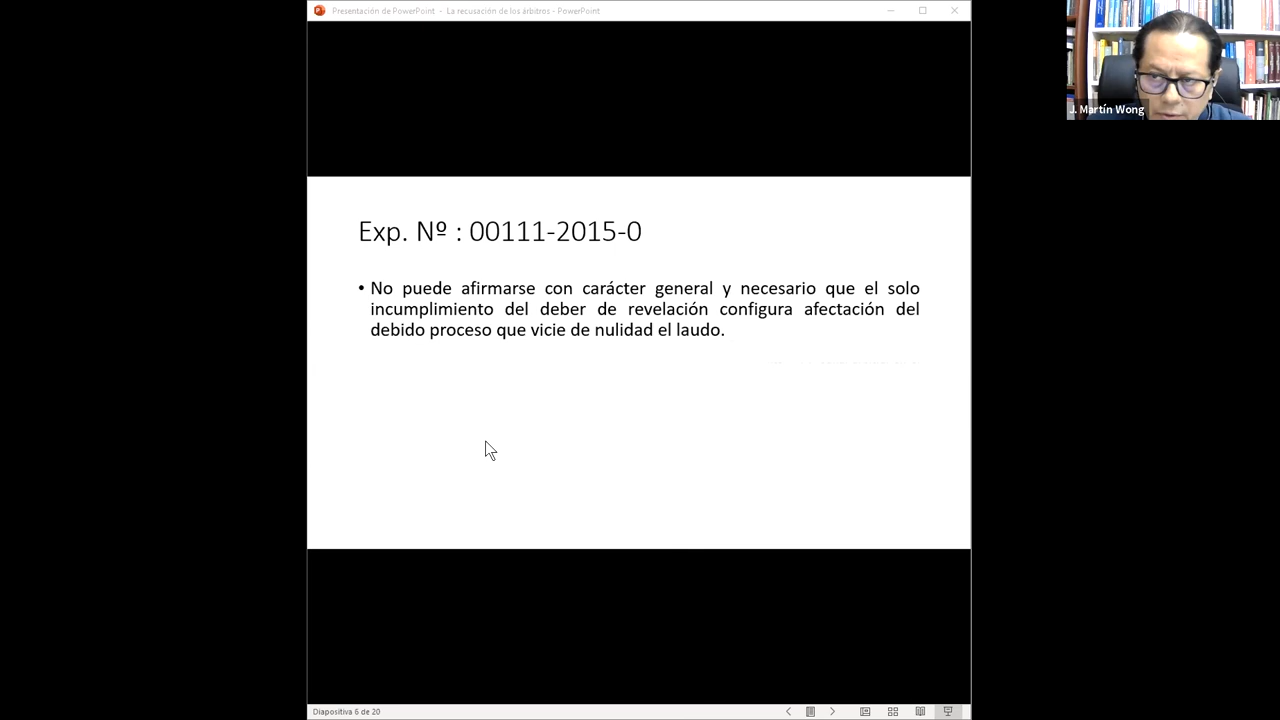 Presentación de PowerPoint - La recusación de los árbitros - PowerPoint
J. Martín Wong
Exp. Nº : 00111-2015-0
• No puede afirmarse con carácter general y necesario que el solo
incumplimiento del deber de revelación configura afectación del
debido proceso que vicie de nulidad el laudo.
Diapositiva 6 de 20